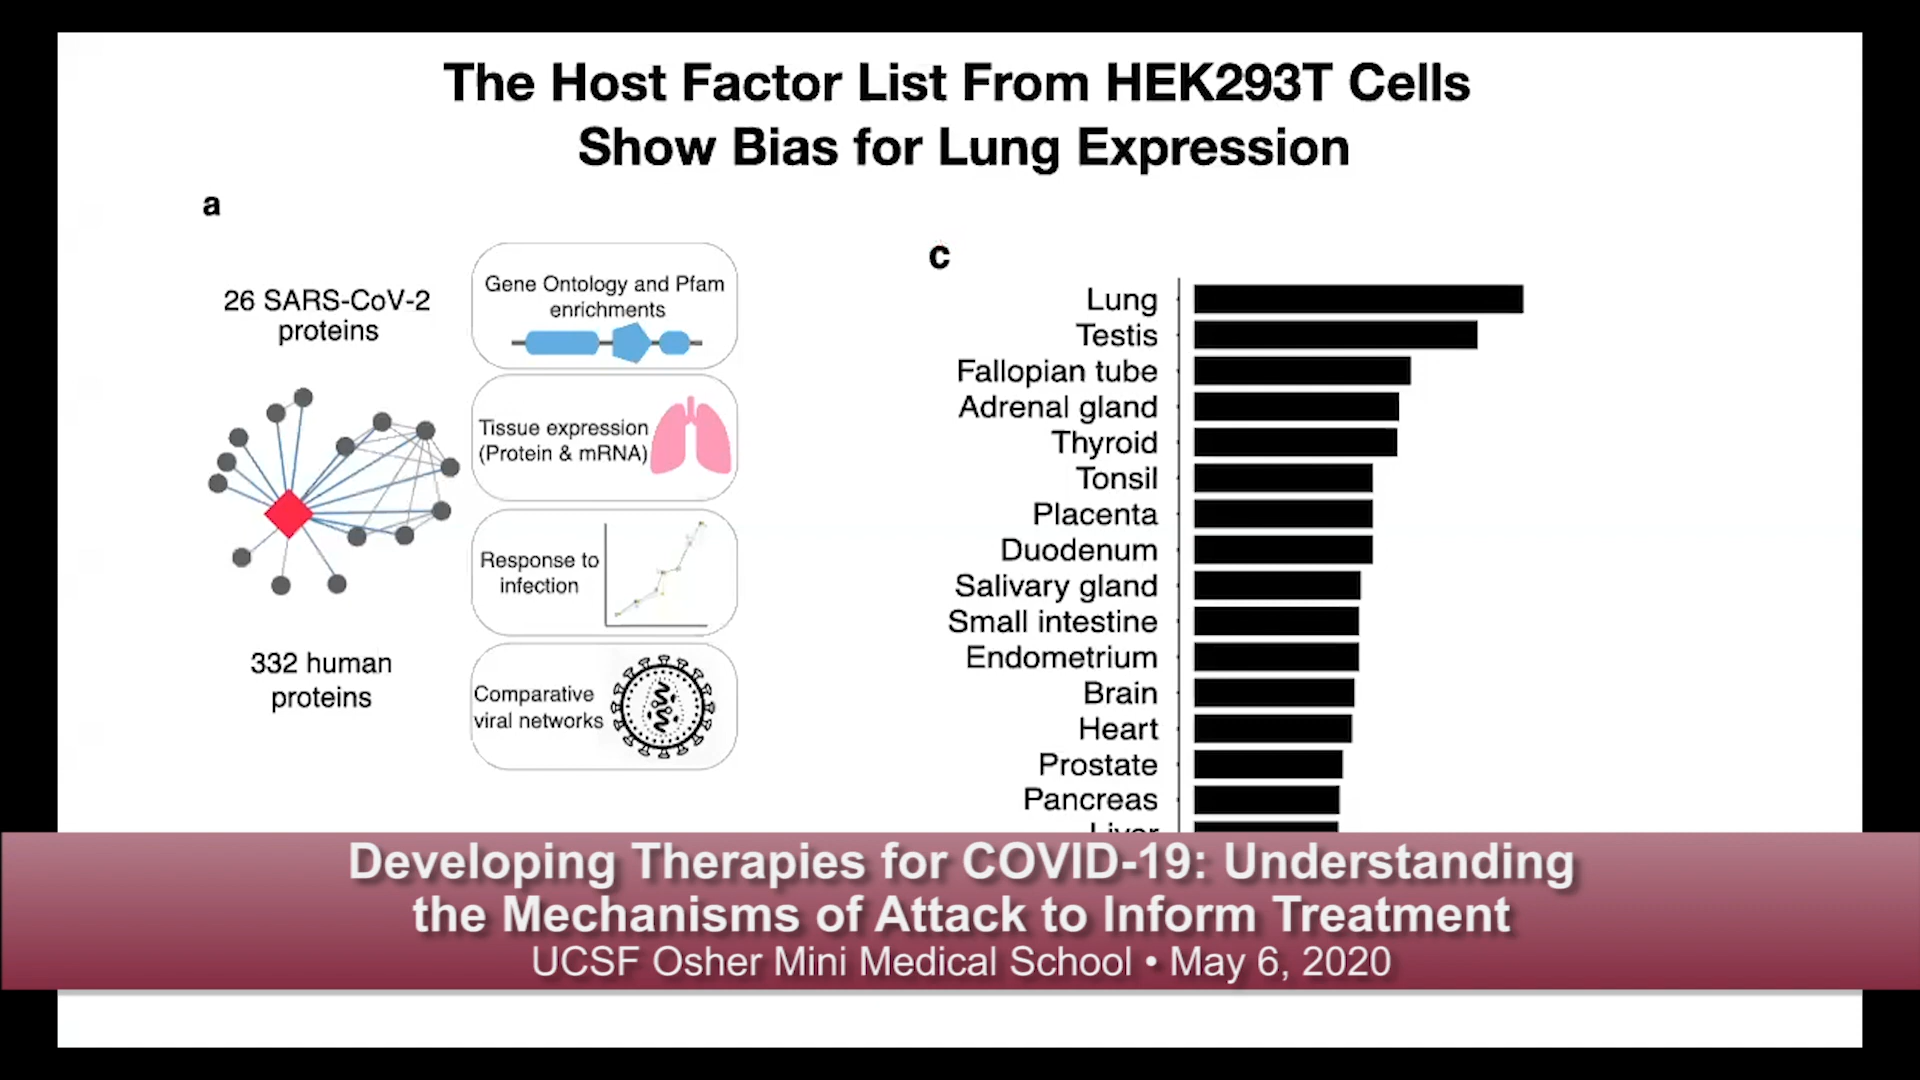 The Host Factor List From HEK293T Cells
Show Bias for Lung Expression
a
26 SARS-CoV-2
proteins
332 human
proteins
Gene Ontology and Pfam
enrichments
Tissue expression
(Protein & mRNA)
Response to
infection
Comparative
viral networks
c
Lung
Testis
Fallopian tube
Adrenal gland
Thyroid
Tonsil
Placenta
Duodenum
Salivary gland
Small intestine
Endometrium
Brain
Heart
Prostate
Pancreas
Liver
Developing Therapies for COVID-19: Understanding
the Mechanisms of Attack to Inform Treatment
UCSF Osher Mini Medical School • May 6, 2020